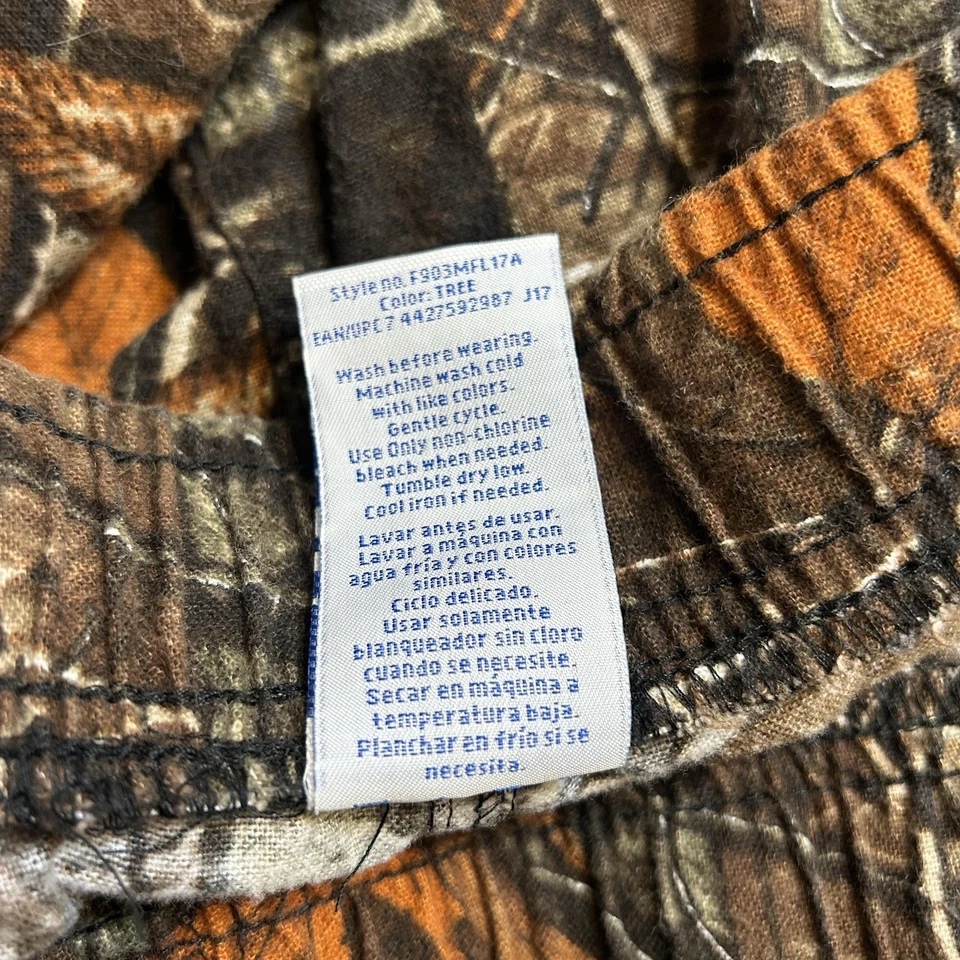 Style no. F903MFL17A
Color: TREE
EAN/UPC 7 4427592987 J17
Wash before wearing.
Machine wash cold
with like colors.
Gentle cycle.
Use Only non-chlorine
bleach when needed.
Tumble dry low.
Cool iron if needed.
Lavar antes de usar.
Lavar a máquina con
agua fría y con colores
similares.
Ciclo delicado.
Usar solamente
blanqueador sin cloro
cuando se necesite.
Secar en máquina a
temperatura baja.
Planchar en frío si se
necesita.